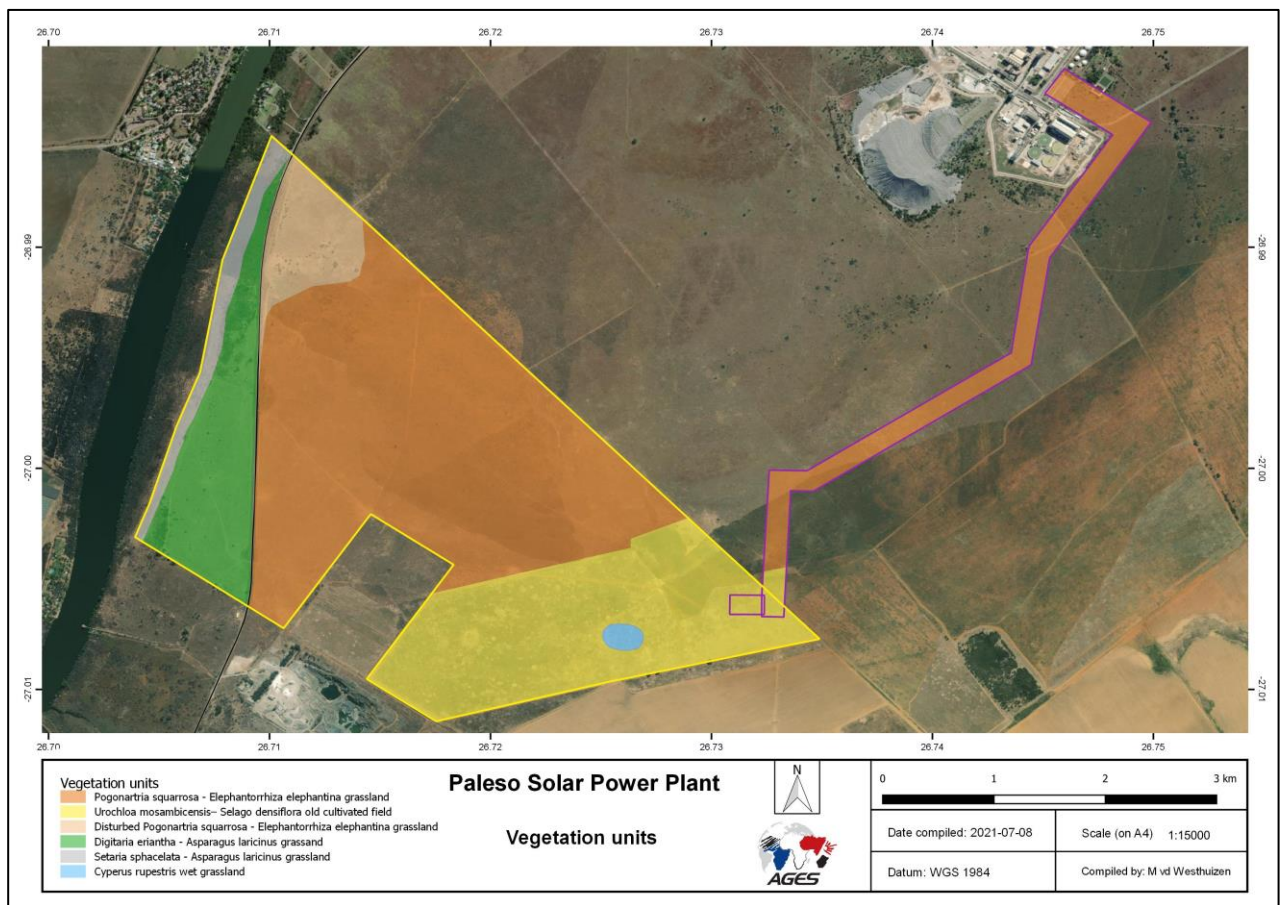 26.70 26.71 26.72 26.73 26.74 26.75
-26.99 -26.99
-27.00 -27.00
-27.01 -27.01
26.70 26.71 26.72 26.73 26.74 26.75
Vegetation units
Pogonartria squarrosa - Elephantorrhiza elephantina grassland
Urochloa mosambicensis– Selago densiflora old cultivated field
Disturbed Pogonartria squarrosa - Elephantorrhiza elephantina grassland
Digitaria eriantha - Asparagus laricinus grassand
Setaria sphacelata - Asparagus laricinus grassland
Cyperus rupestris wet grassland
Paleso Solar Power Plant
Vegetation units
N
AGES
0 1 2 3 km
Date compiled: 2021-07-08
Scale (on A4) 1:15000
Datum: WGS 1984
Compiled by: M vd Westhuizen